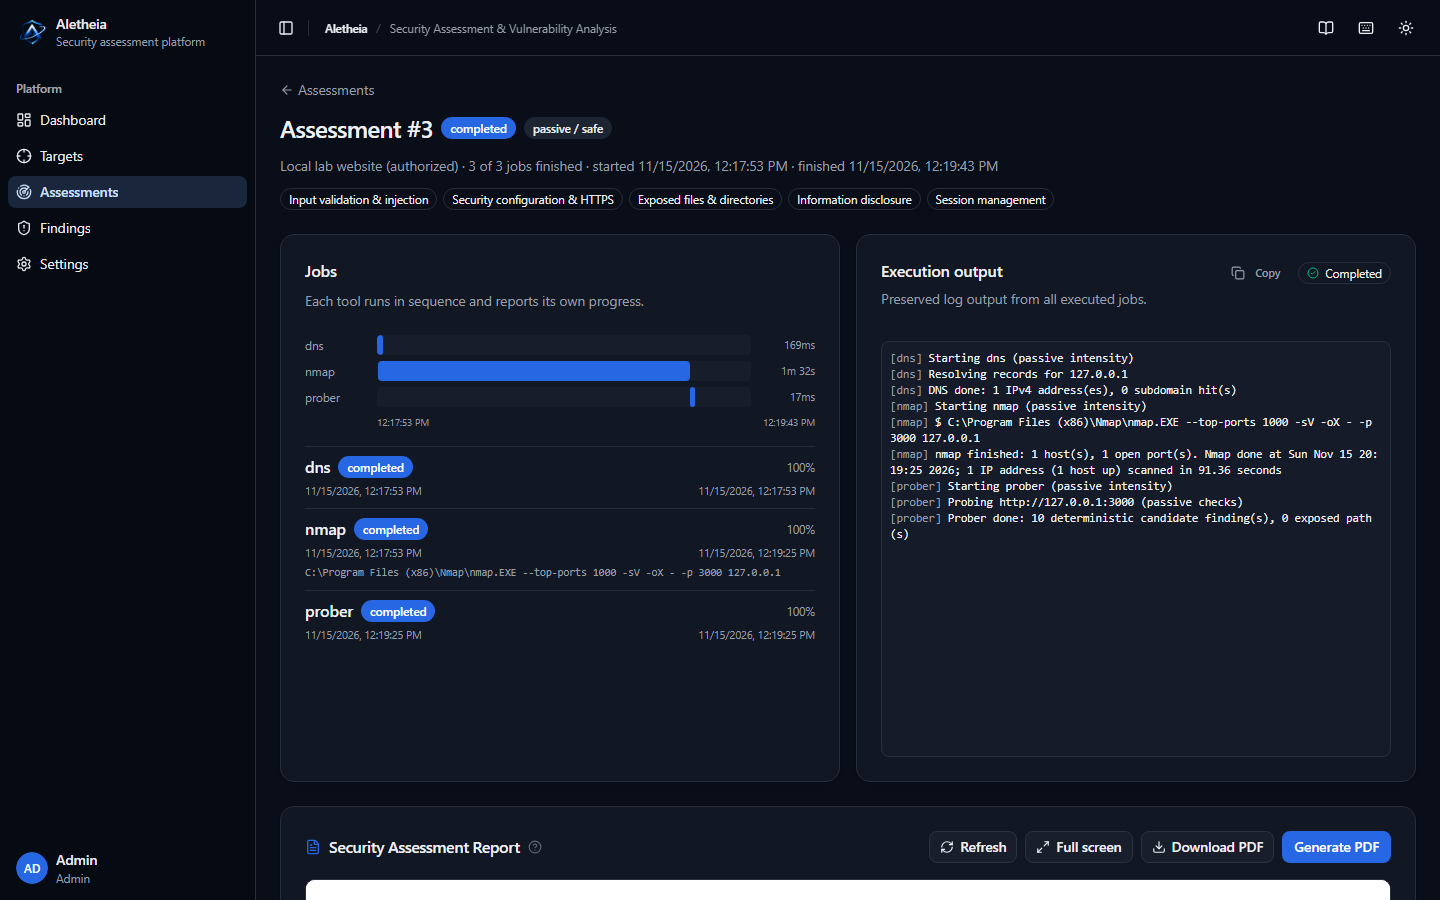 Aletheia
Security assessment platform
Platform
Dashboard
Targets
Assessments
Findings
Settings
AD
Admin
Admin
Aletheia / Security Assessment & Vulnerability Analysis
← Assessments
Assessment #3 completed passive / safe
Local lab website (authorized) · 3 of 3 jobs finished · started 11/15/2026, 12:17:53 PM · finished 11/15/2026, 12:19:43 PM
Input validation & injection Security configuration & HTTPS Exposed files & directories Information disclosure Session management
Jobs
Each tool runs in sequence and reports its own progress.
dns 169ms
nmap 1m 32s
prober 17ms
12:17:53 PM 12:19:43 PM
dns completed 100%
11/15/2026, 12:17:53 PM 11/15/2026, 12:17:53 PM
nmap completed 100%
11/15/2026, 12:17:53 PM 11/15/2026, 12:19:25 PM
C:\Program Files (x86)\Nmap\nmap.EXE --top-ports 1000 -sV -oX - -p 3000 127.0.0.1
prober completed 100%
11/15/2026, 12:19:25 PM 11/15/2026, 12:19:25 PM
Execution output Copy Completed
Preserved log output from all executed jobs.
[dns] Starting dns (passive intensity)
[dns] Resolving records for 127.0.0.1
[dns] DNS done: 1 IPv4 address(es), 0 subdomain hit(s)
[nmap] Starting nmap (passive intensity)
[nmap] $ C:\Program Files (x86)\Nmap\nmap.EXE --top-ports 1000 -sV -oX - -p
3000 127.0.0.1
[nmap] nmap finished: 1 host(s), 1 open port(s). Nmap done at Sun Nov 15 20:
19:25 2026; 1 IP address (1 host up) scanned in 91.36 seconds
[prober] Starting prober (passive intensity)
[prober] Probing http://127.0.0.1:3000 (passive checks)
[prober] Prober done: 10 deterministic candidate finding(s), 0 exposed path
(s)
Security Assessment Report Refresh Full screen Download PDF Generate PDF